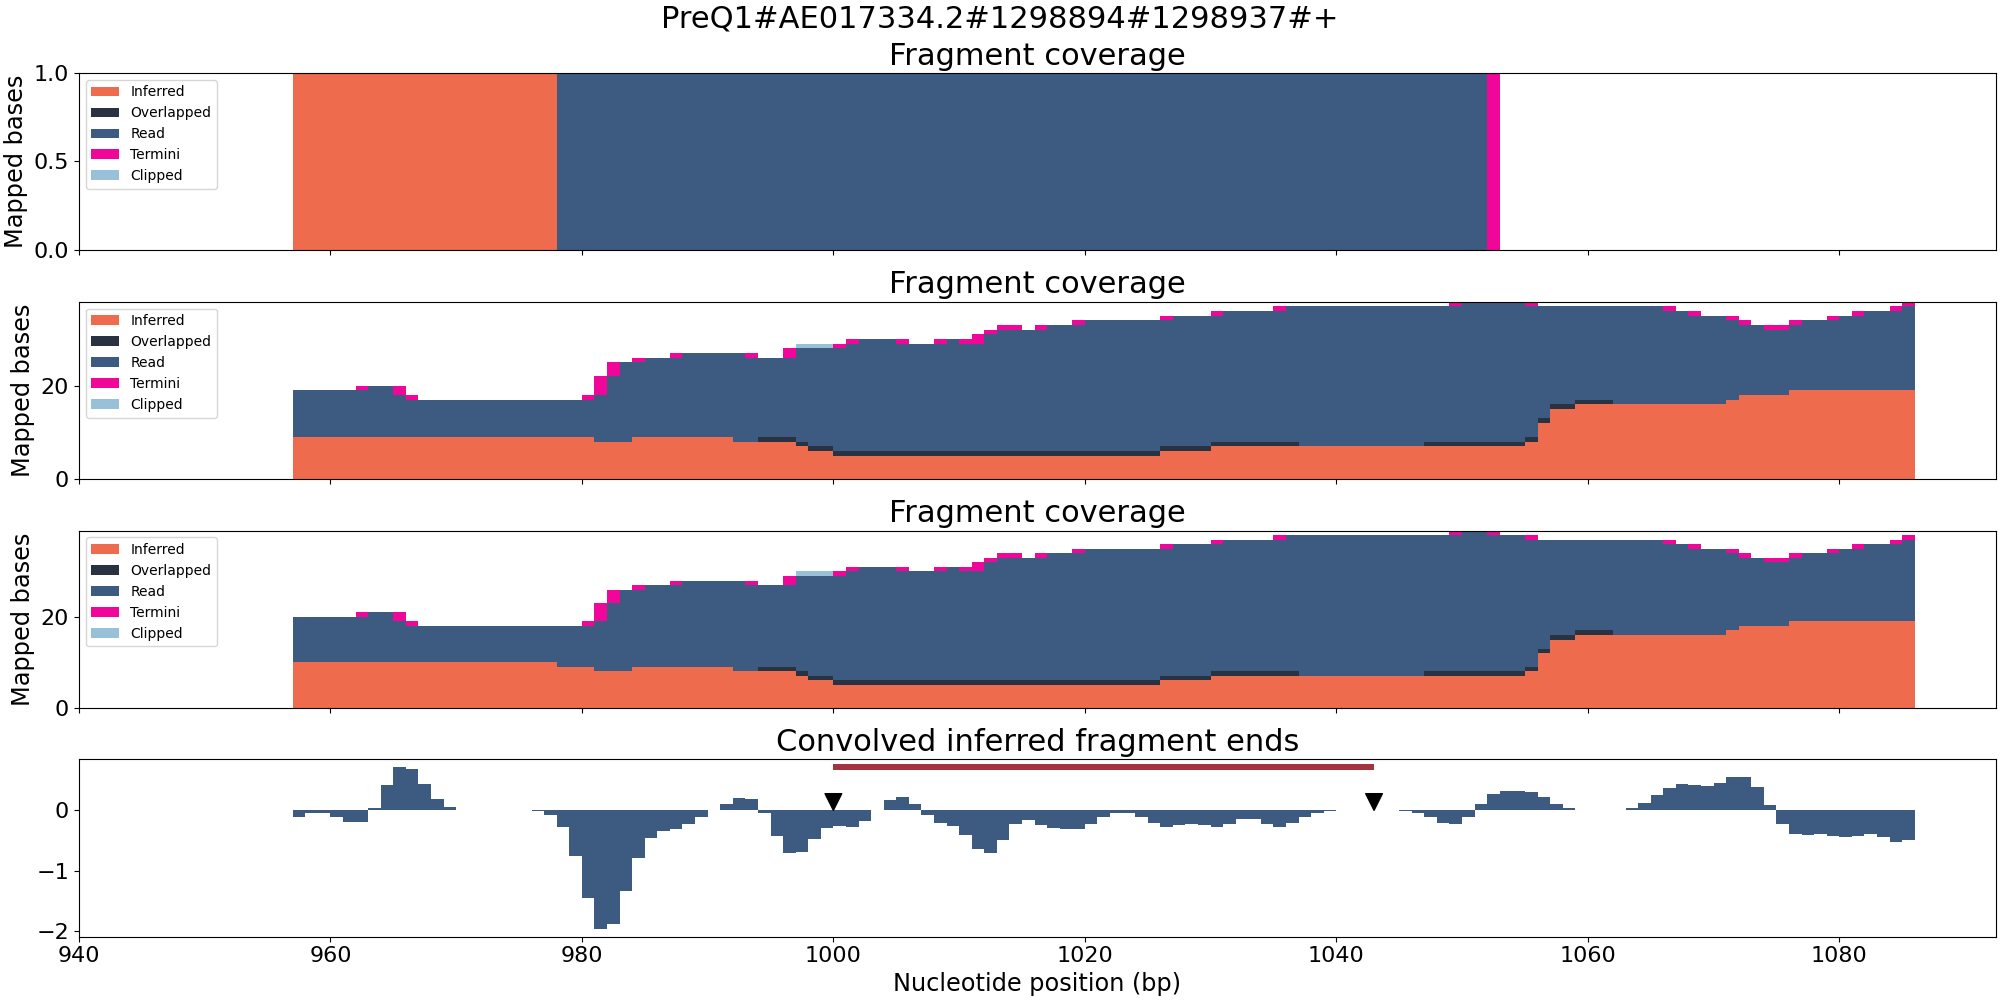 PreQ1#AE017334.2#1298894#1298937#+
Fragment coverage
Mapped bases
1.0
0.5
0.0
Inferred
Overlapped
Read
Termini
Clipped
Fragment coverage
Mapped bases
20
0
Inferred
Overlapped
Read
Termini
Clipped
Fragment coverage
Mapped bases
20
0
Inferred
Overlapped
Read
Termini
Clipped
Convolved inferred fragment ends
0
−1
−2
940 960 980 1000 1020 1040 1060 1080
Nucleotide position (bp)